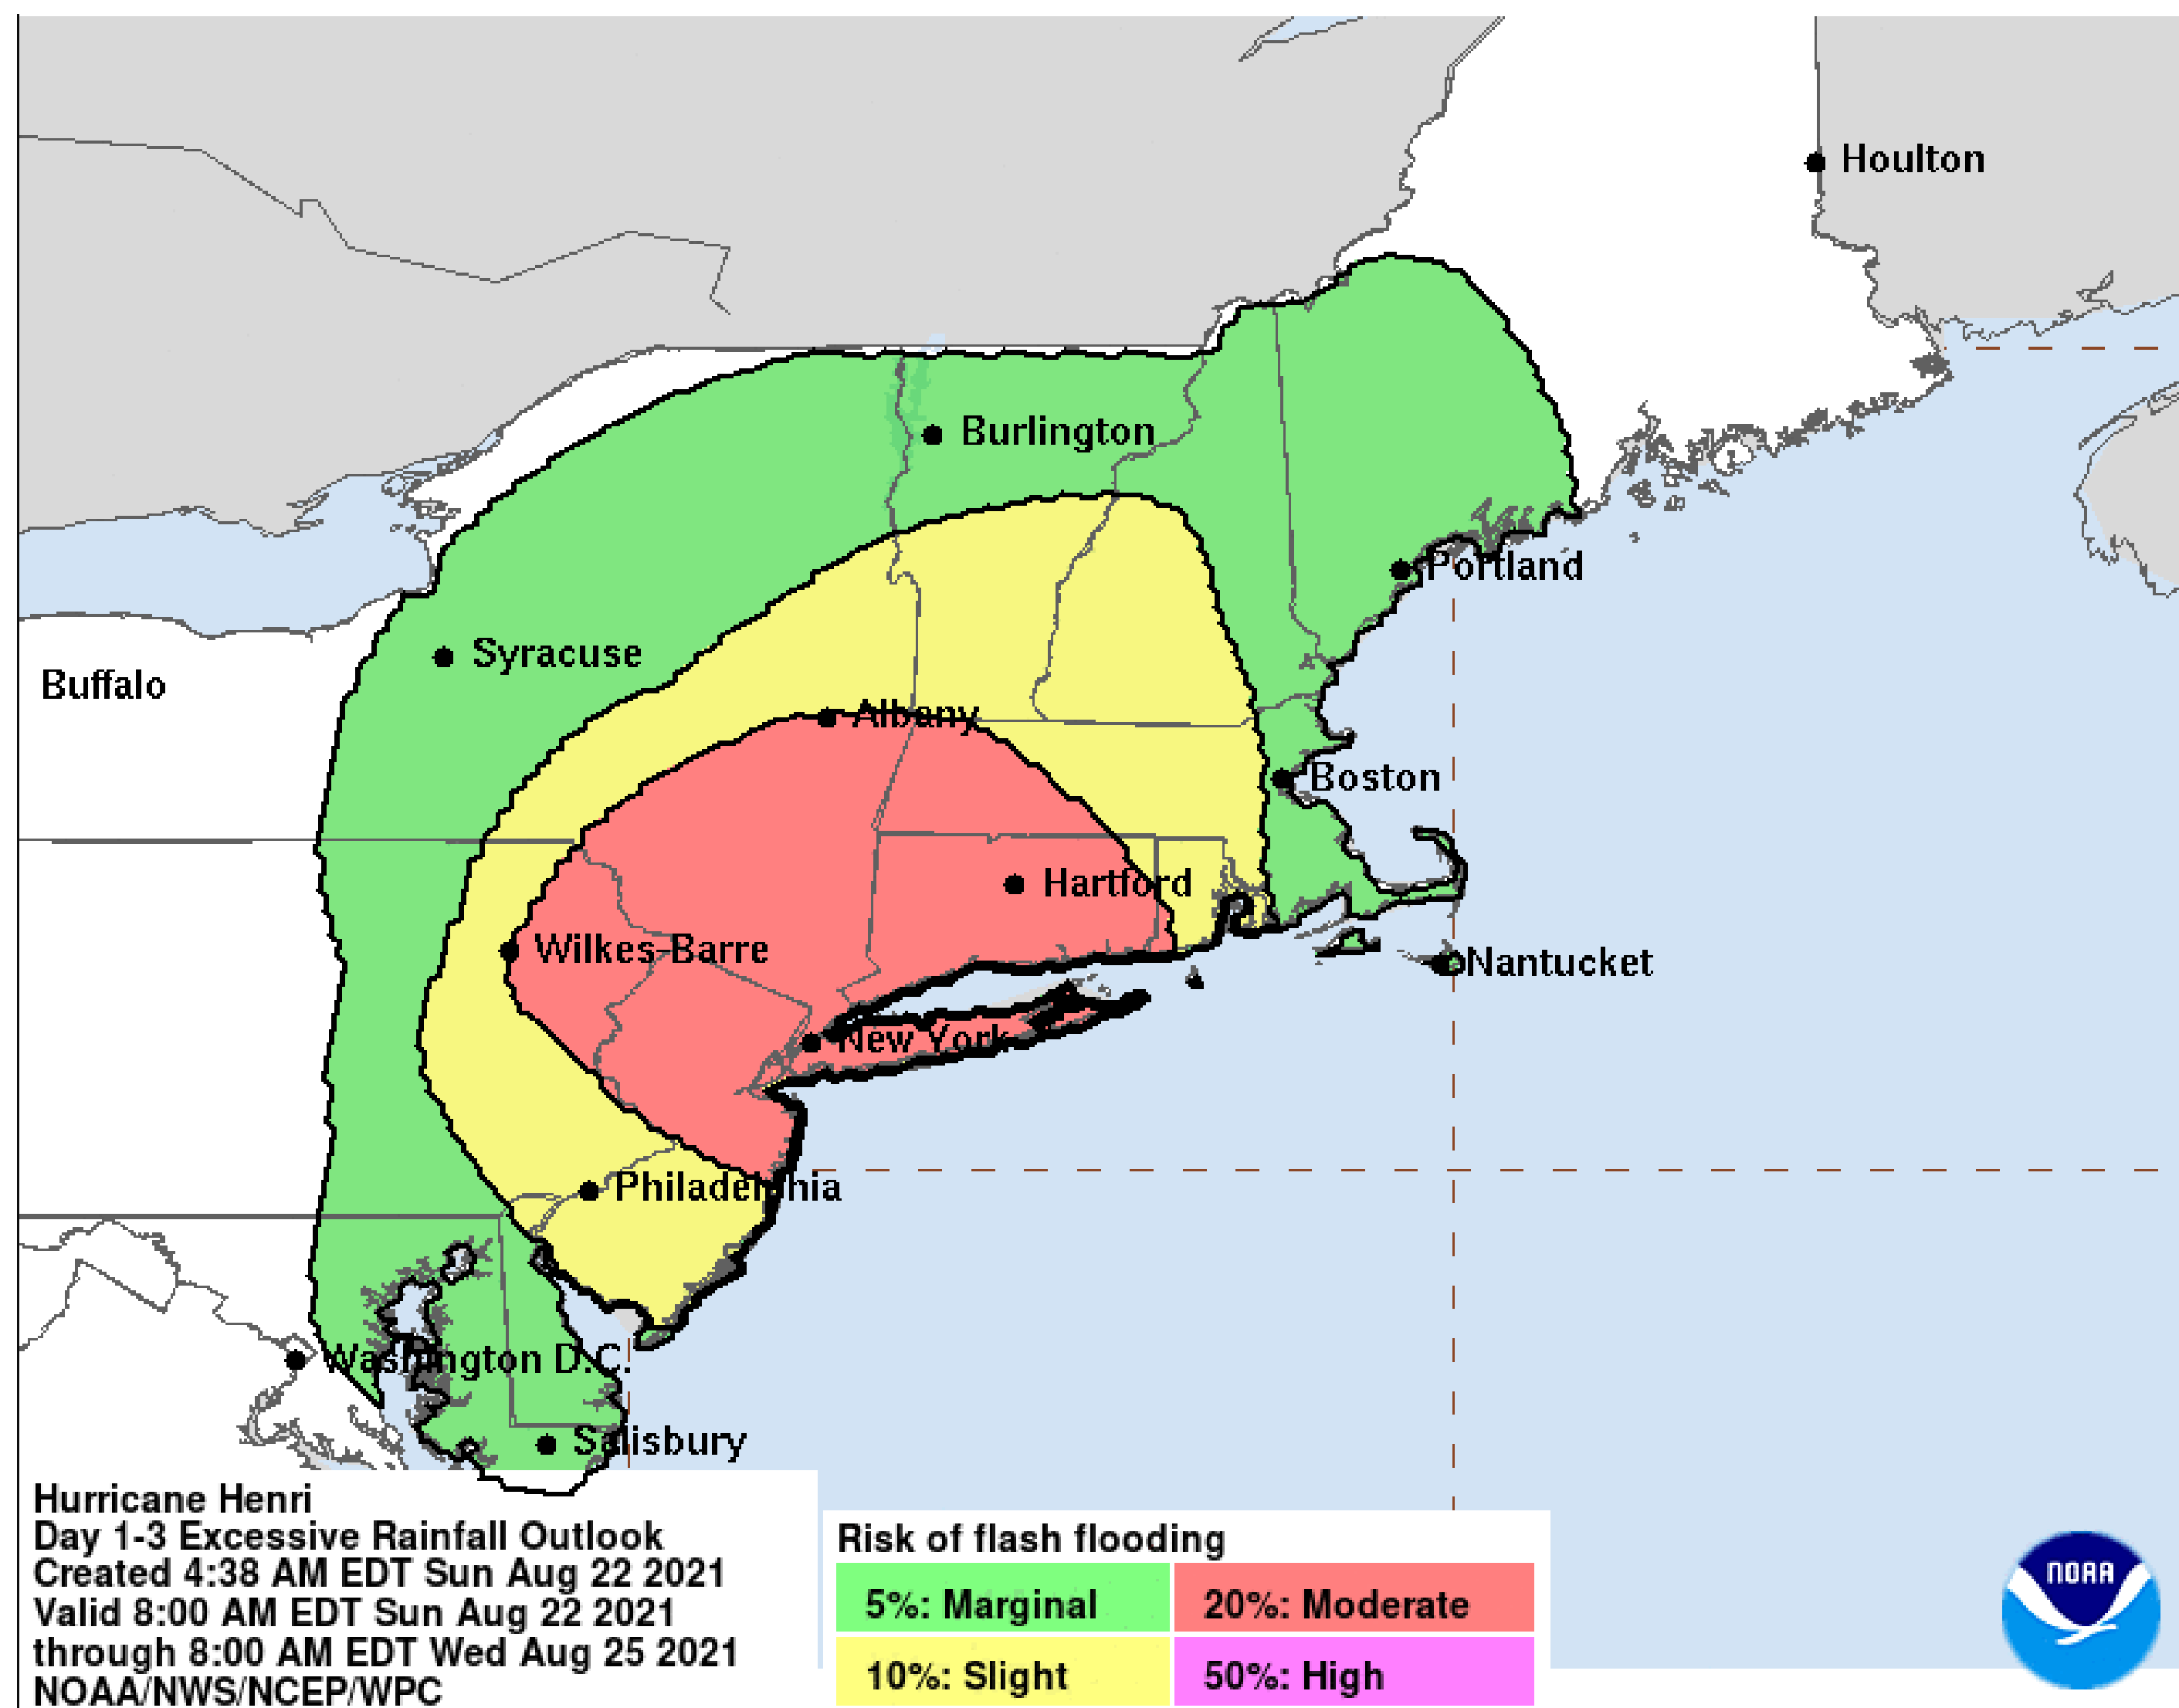 Houlton
Burlington
Portland
Syracuse
Buffalo
Albany
Boston
Hartford
Wilkes-Barre
Nantucket
New York
Philadelphia
Washington D.C.
Salisbury
Hurricane Henri
Day 1-3 Excessive Rainfall Outlook
Created 4:38 AM EDT Sun Aug 22 2021
Valid 8:00 AM EDT Sun Aug 22 2021
through 8:00 AM EDT Wed Aug 25 2021
NOAA/NWS/NCEP/WPC
Risk of flash flooding
5%: Marginal
20%: Moderate
10%: Slight
50%: High
NOAA